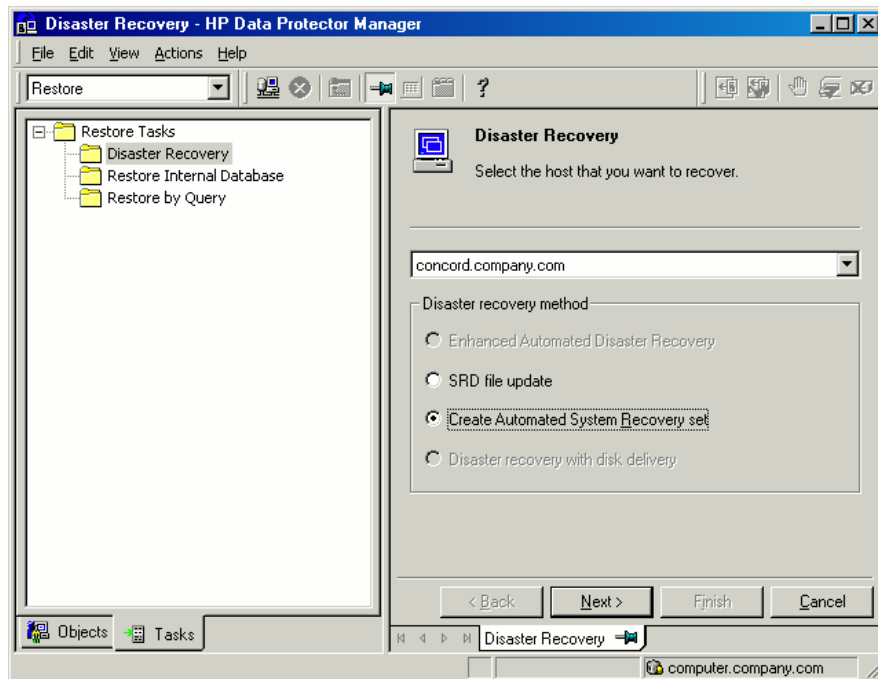 Disaster Recovery - HP Data Protector Manager
File Edit View Actions Help
Restore
?
Restore Tasks
Disaster Recovery
Restore Internal Database
Restore by Query
Disaster Recovery
Select the host that you want to recover.
concord.company.com
Disaster recovery method
Enhanced Automated Disaster Recovery
SRD file update
Create Automated System Recovery set
Disaster recovery with disk delivery
< Back Next > Finish Cancel
Objects Tasks
Disaster Recovery
computer.company.com